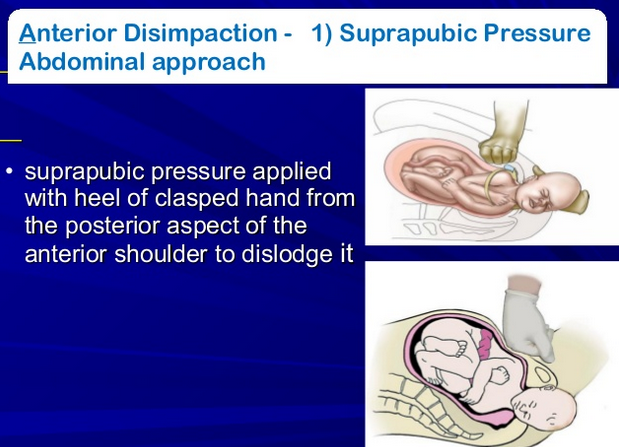 Anterior Disimpaction - 1) Suprapubic Pressure
Abdominal approach
• suprapubic pressure applied
with heel of clasped hand from
the posterior aspect of the
anterior shoulder to dislodge it